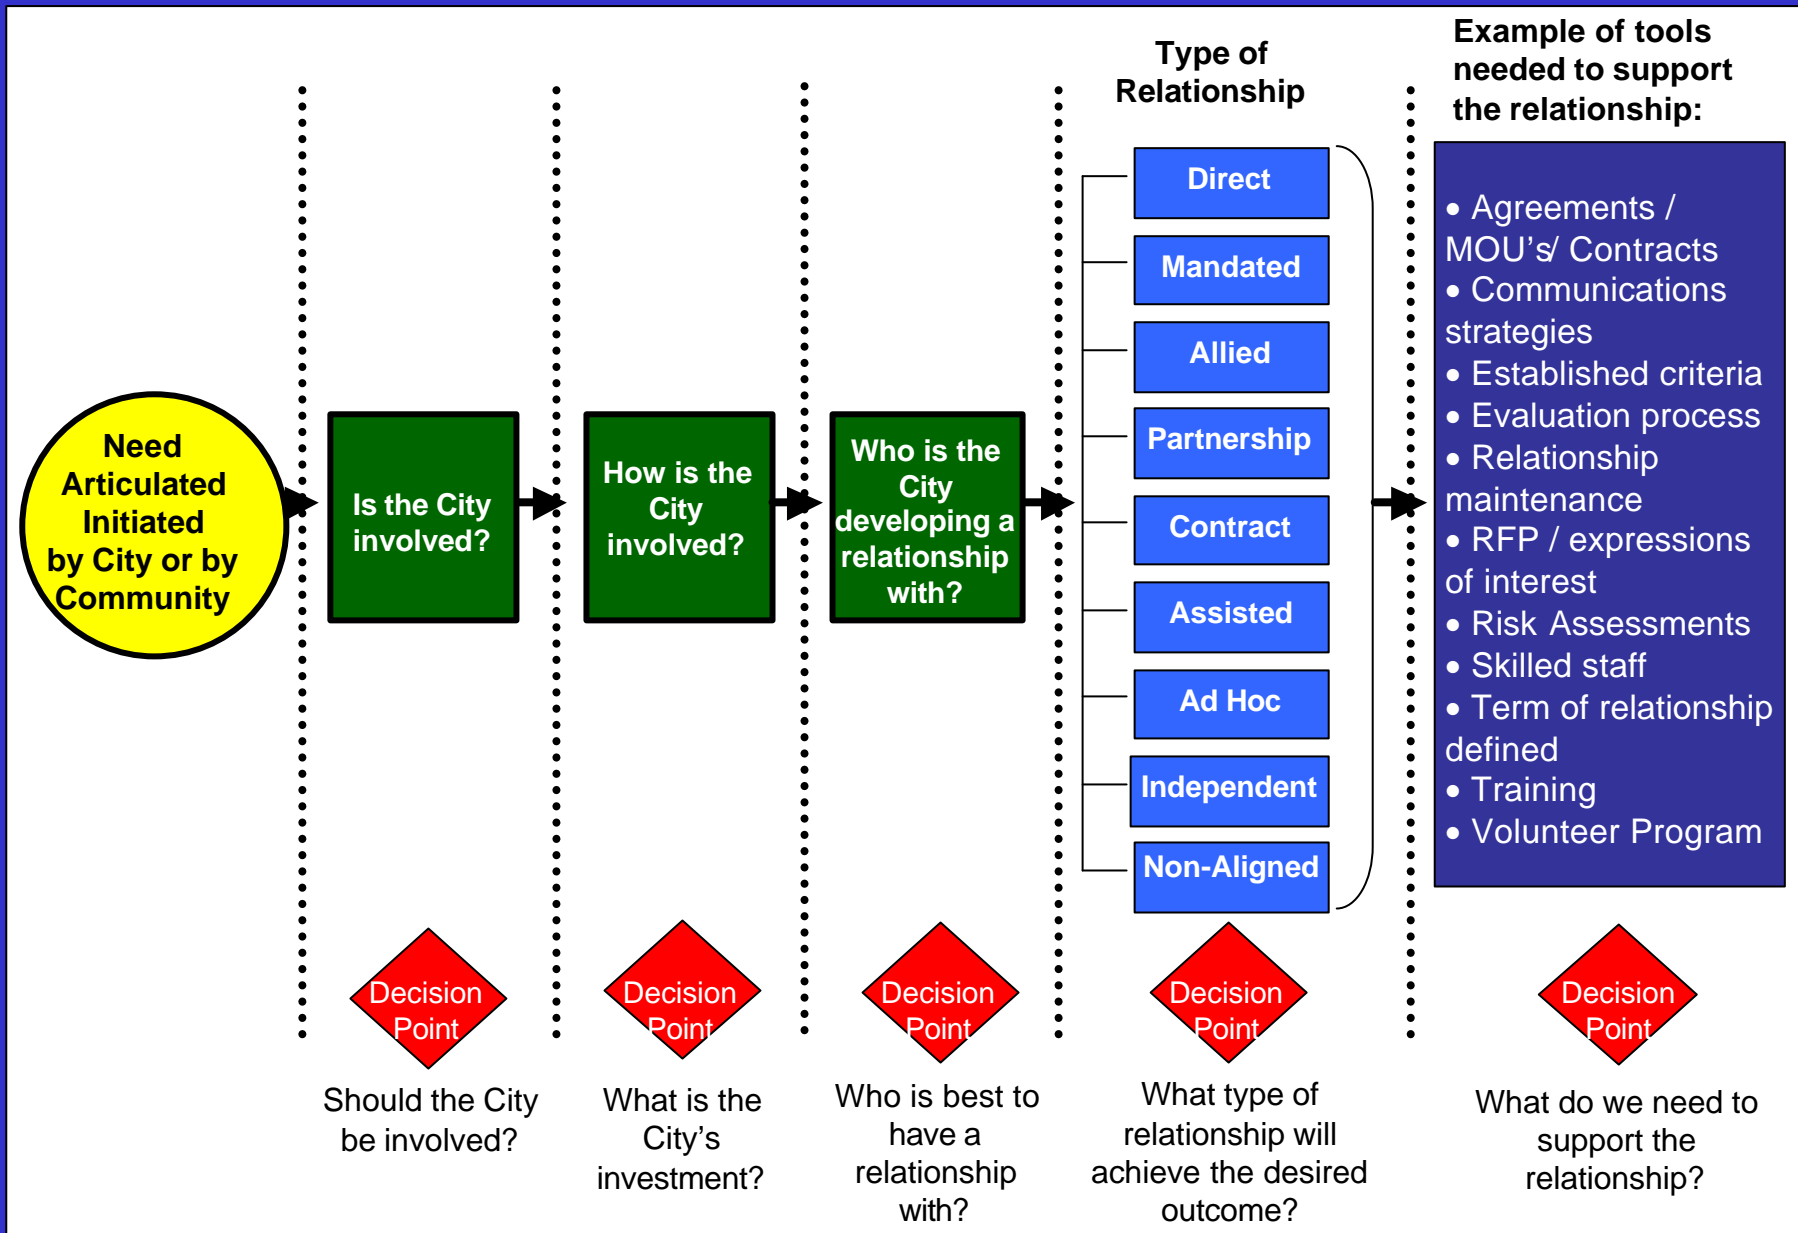 Need
Articulated
Initiated
by City or by
Community
Is the City
involved?
How is the
City
involved?
Who is the
City
developing a
relationship
with?
Type of
Relationship
Direct
Mandated
Allied
Partnership
Contract
Assisted
Ad Hoc
Independent
Non-Aligned
Example of tools
needed to support
the relationship:
• Agreements /
MOU's/ Contracts
• Communications
strategies
• Established criteria
• Evaluation process
• Relationship
maintenance
• RFP / expressions
of interest
• Risk Assessments
• Skilled staff
• Term of relationship
defined
• Training
• Volunteer Program
Decision
Point
Should the City
be involved?
Decision
Point
What is the
City's
investment?
Decision
Point
Who is best to
have a
relationship
with?
Decision
Point
What type of
relationship will
achieve the desired
outcome?
Decision
Point
What do we need to
support the
relationship?